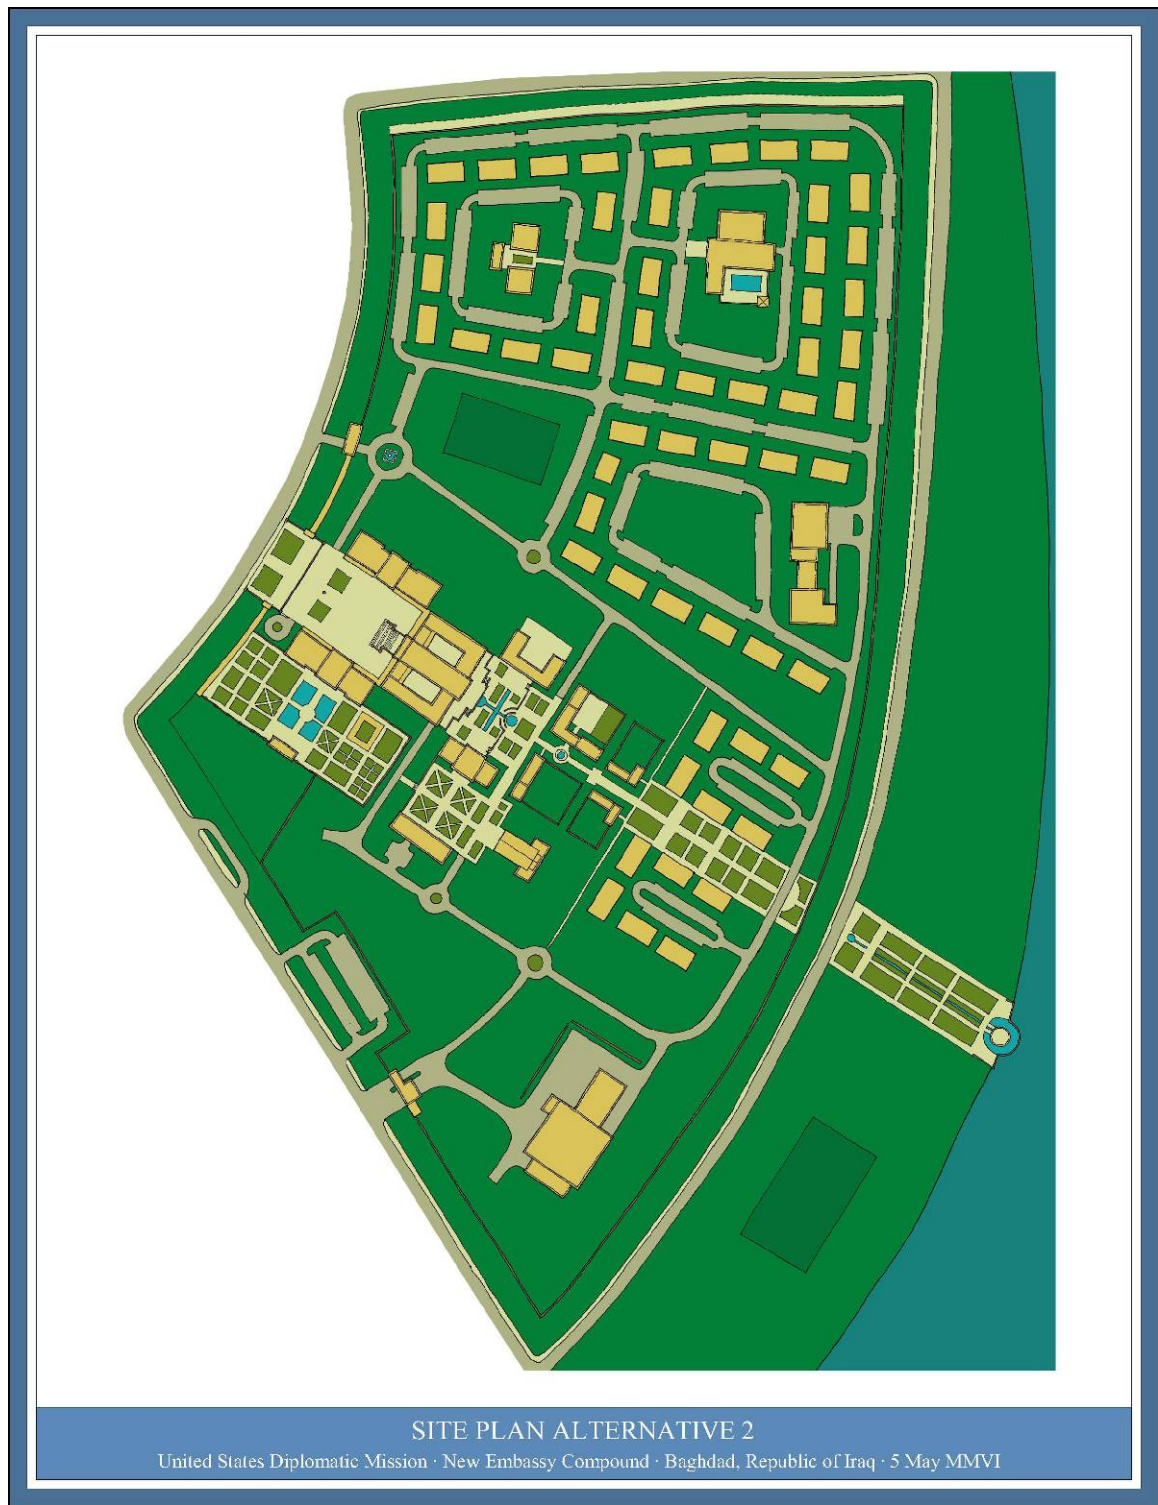 SITE PLAN ALTERNATIVE 2
United States Diplomatic Mission · New Embassy Compound · Baghdad, Republic of Iraq · 5 May MMVI